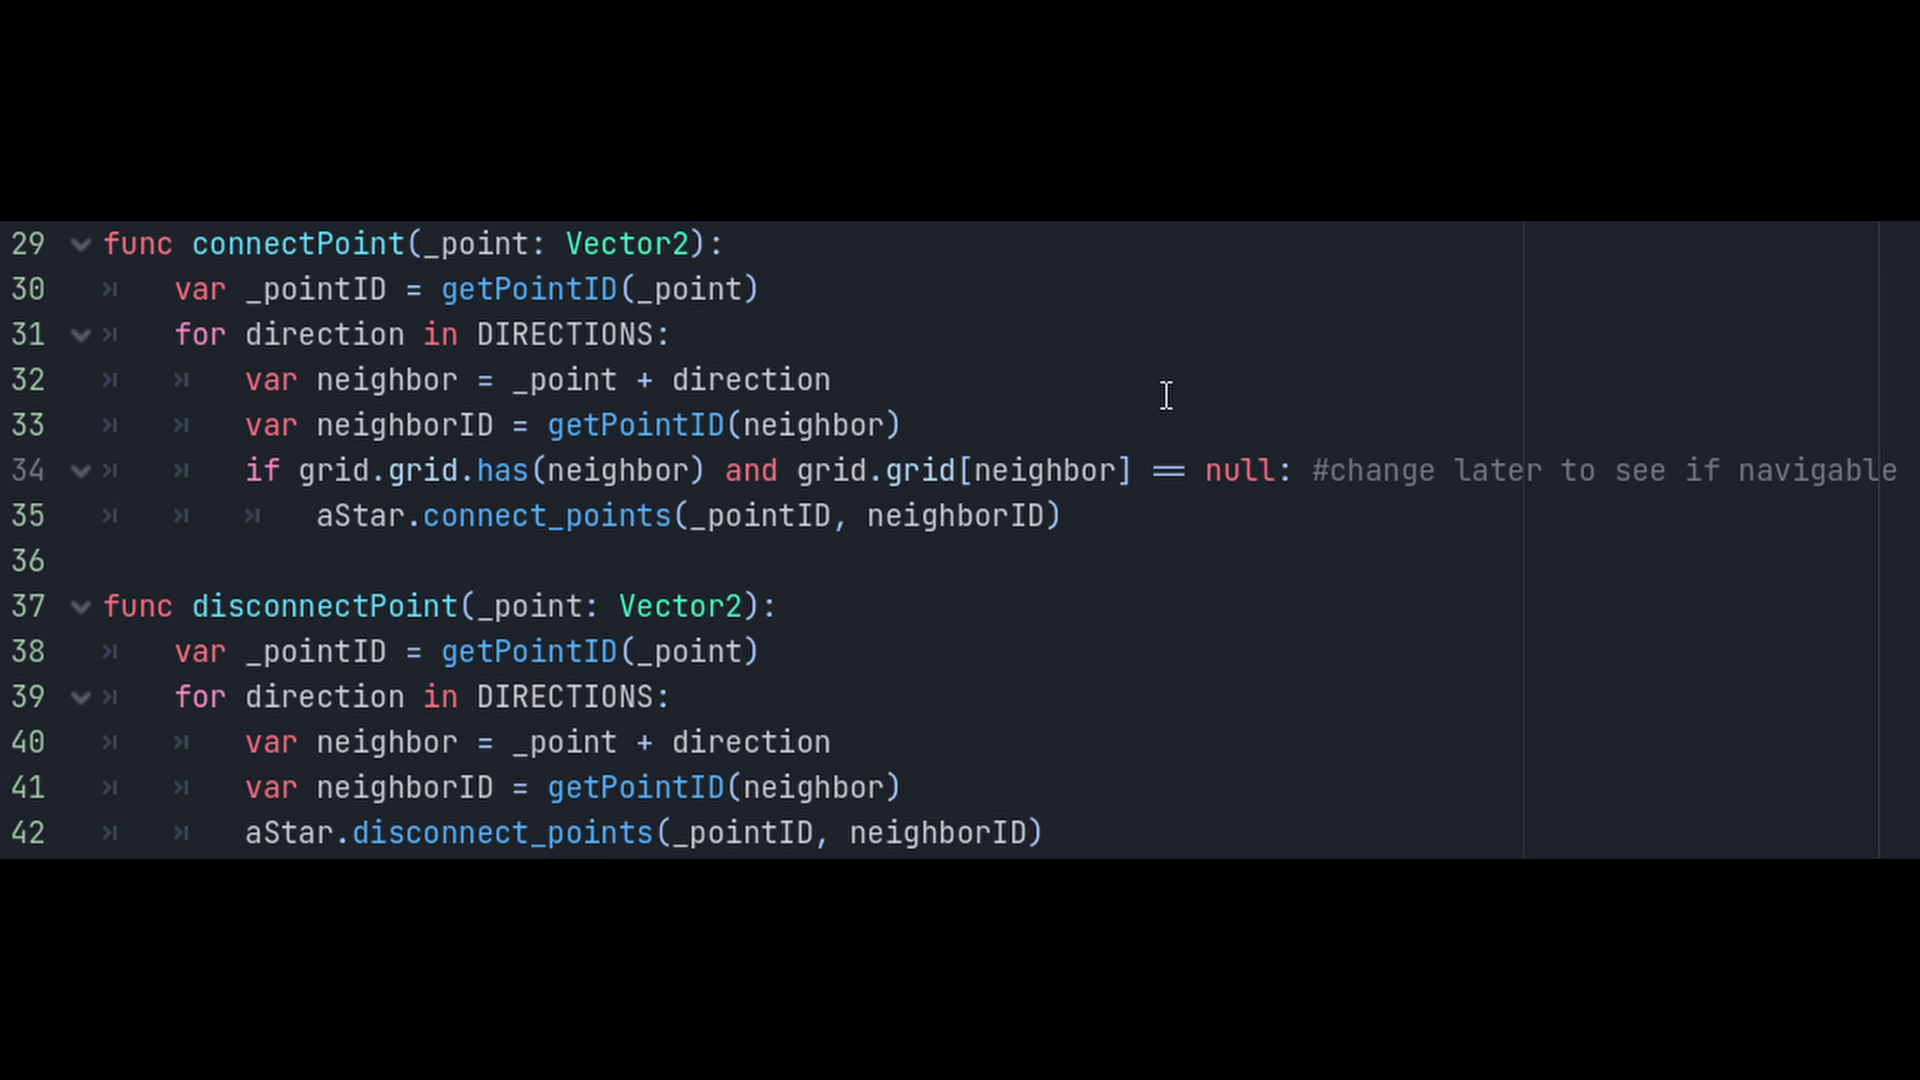 29 func connectPoint(_point: Vector2):
30 var _pointID = getPointID(_point)
31 for direction in DIRECTIONS:
32 var neighbor = _point + direction
33 var neighborID = getPointID(neighbor)
34 if grid.grid.has(neighbor) and grid.grid[neighbor] == null: #change later to see if navigable
35 aStar.connect_points(_pointID, neighborID)
36
37 func disconnectPoint(_point: Vector2):
38 var _pointID = getPointID(_point)
39 for direction in DIRECTIONS:
40 var neighbor = _point + direction
41 var neighborID = getPointID(neighbor)
42 aStar.disconnect_points(_pointID, neighborID)